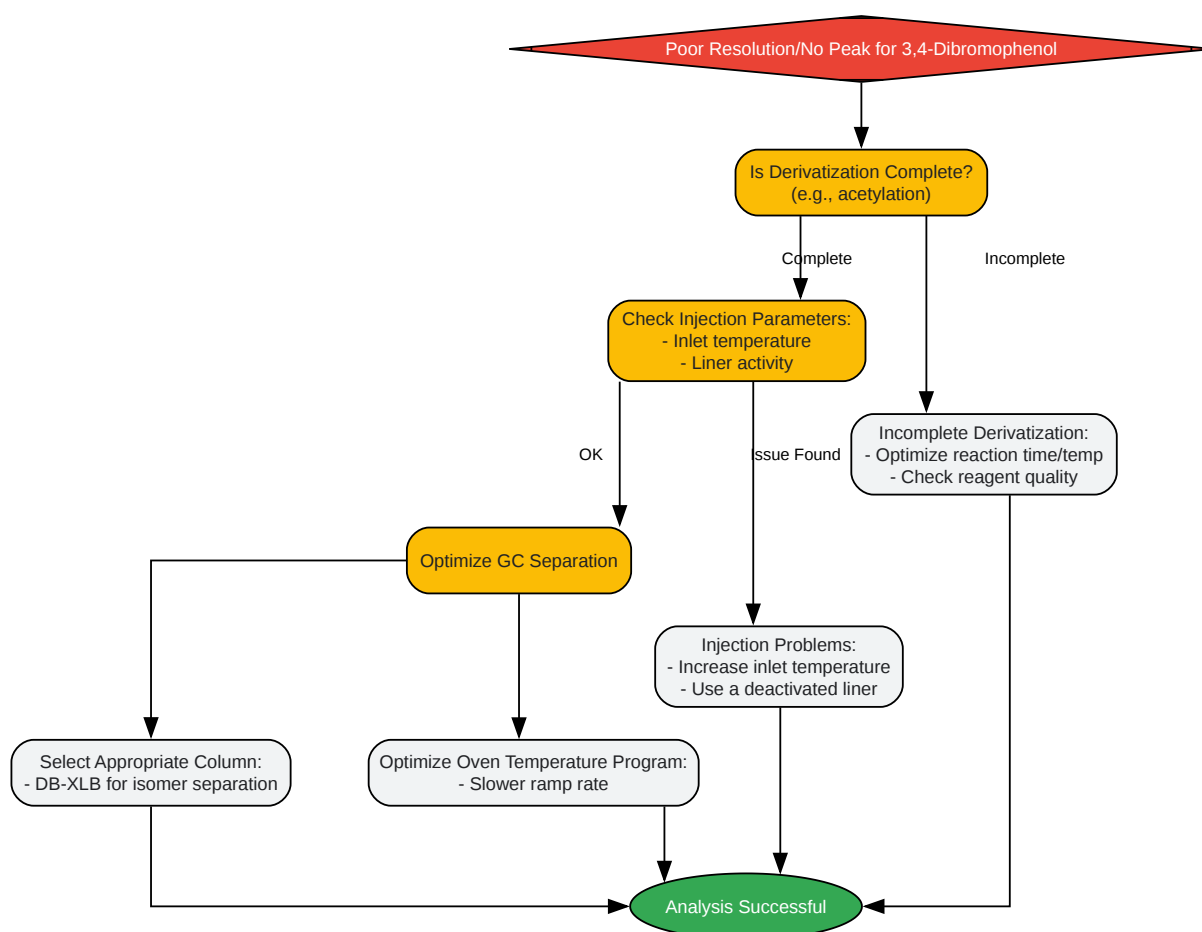 Poor Resolution/No Peak for 3,4-Dibromophenol
Is Derivatization Complete?
(e.g., acetylation)
Complete
Incomplete
Check Injection Parameters:
- Inlet temperature
- Liner activity
Incomplete Derivatization:
- Optimize reaction time/temp
- Check reagent quality
OK
Issue Found
Optimize GC Separation
Injection Problems:
- Increase inlet temperature
- Use a deactivated liner
Select Appropriate Column:
- DB-XLB for isomer separation
Optimize Oven Temperature Program:
- Slower ramp rate
Analysis Successful